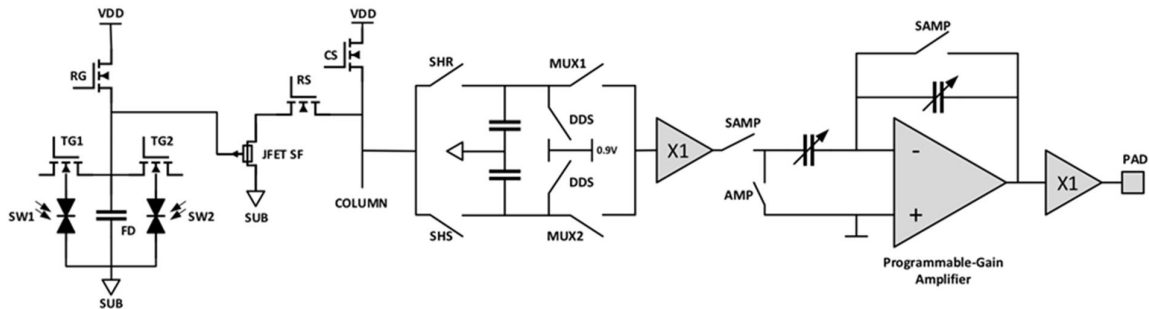 VDD
RG
TG1
TG2
SW1
FD
SW2
SUB
JFET SF
SUB
RS
VDD
CS
COLUMN
SHR
SHS
MUX1
DDS
0.9V
DDS
MUX2
X1
SAMP
AMP
SAMP
-
+
Programmable-Gain
Amplifier
X1
PAD